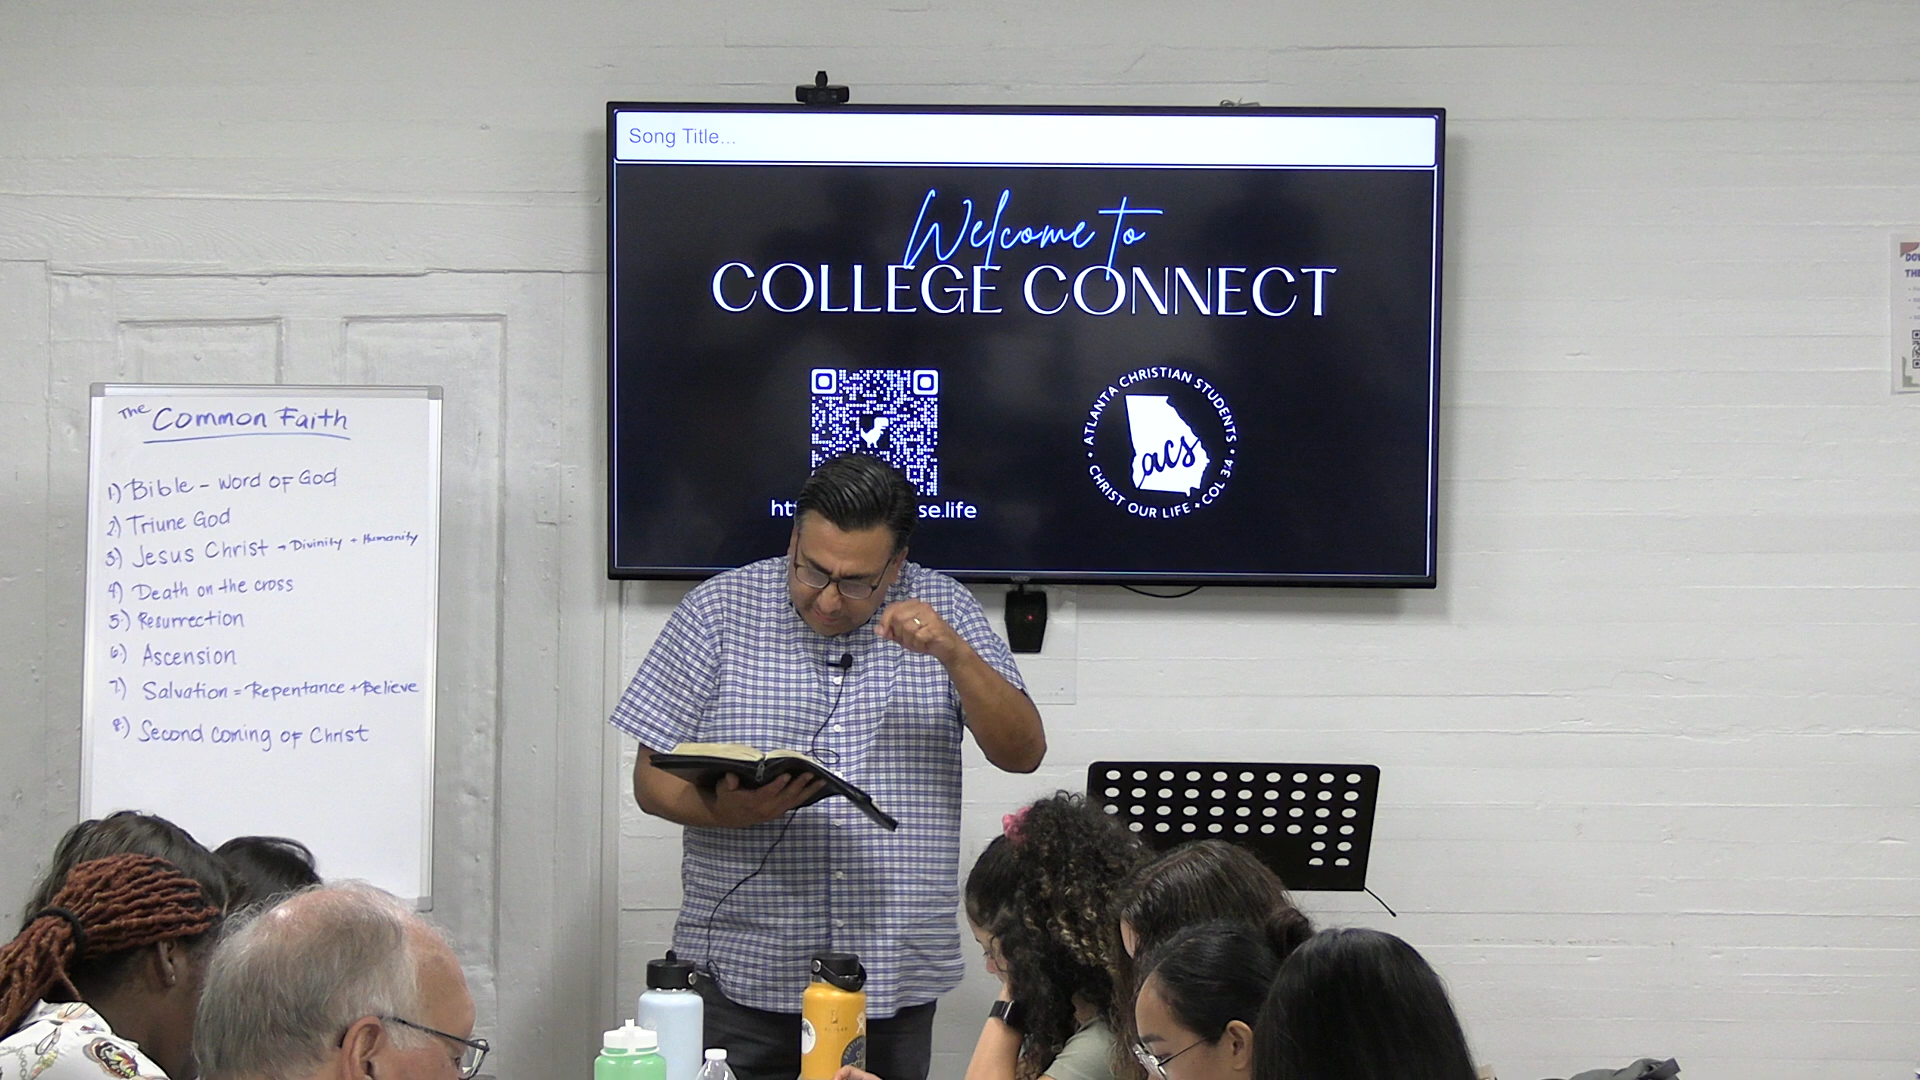 Song Title...
Welcome to
COLLEGE CONNECT
ATLANTA CHRISTIAN STUDENTS
acs
CHRIST OUR LIFE • COL 3:4
se.life
The Common Faith
1) Bible - Word of God
2) Triune God
3) Jesus Christ → Divinity + Humanity
4) Death on the cross
5.) Resurrection
6.) Ascension
7.) Salvation = Repentance + Believe
8.) Second Coming of Christ